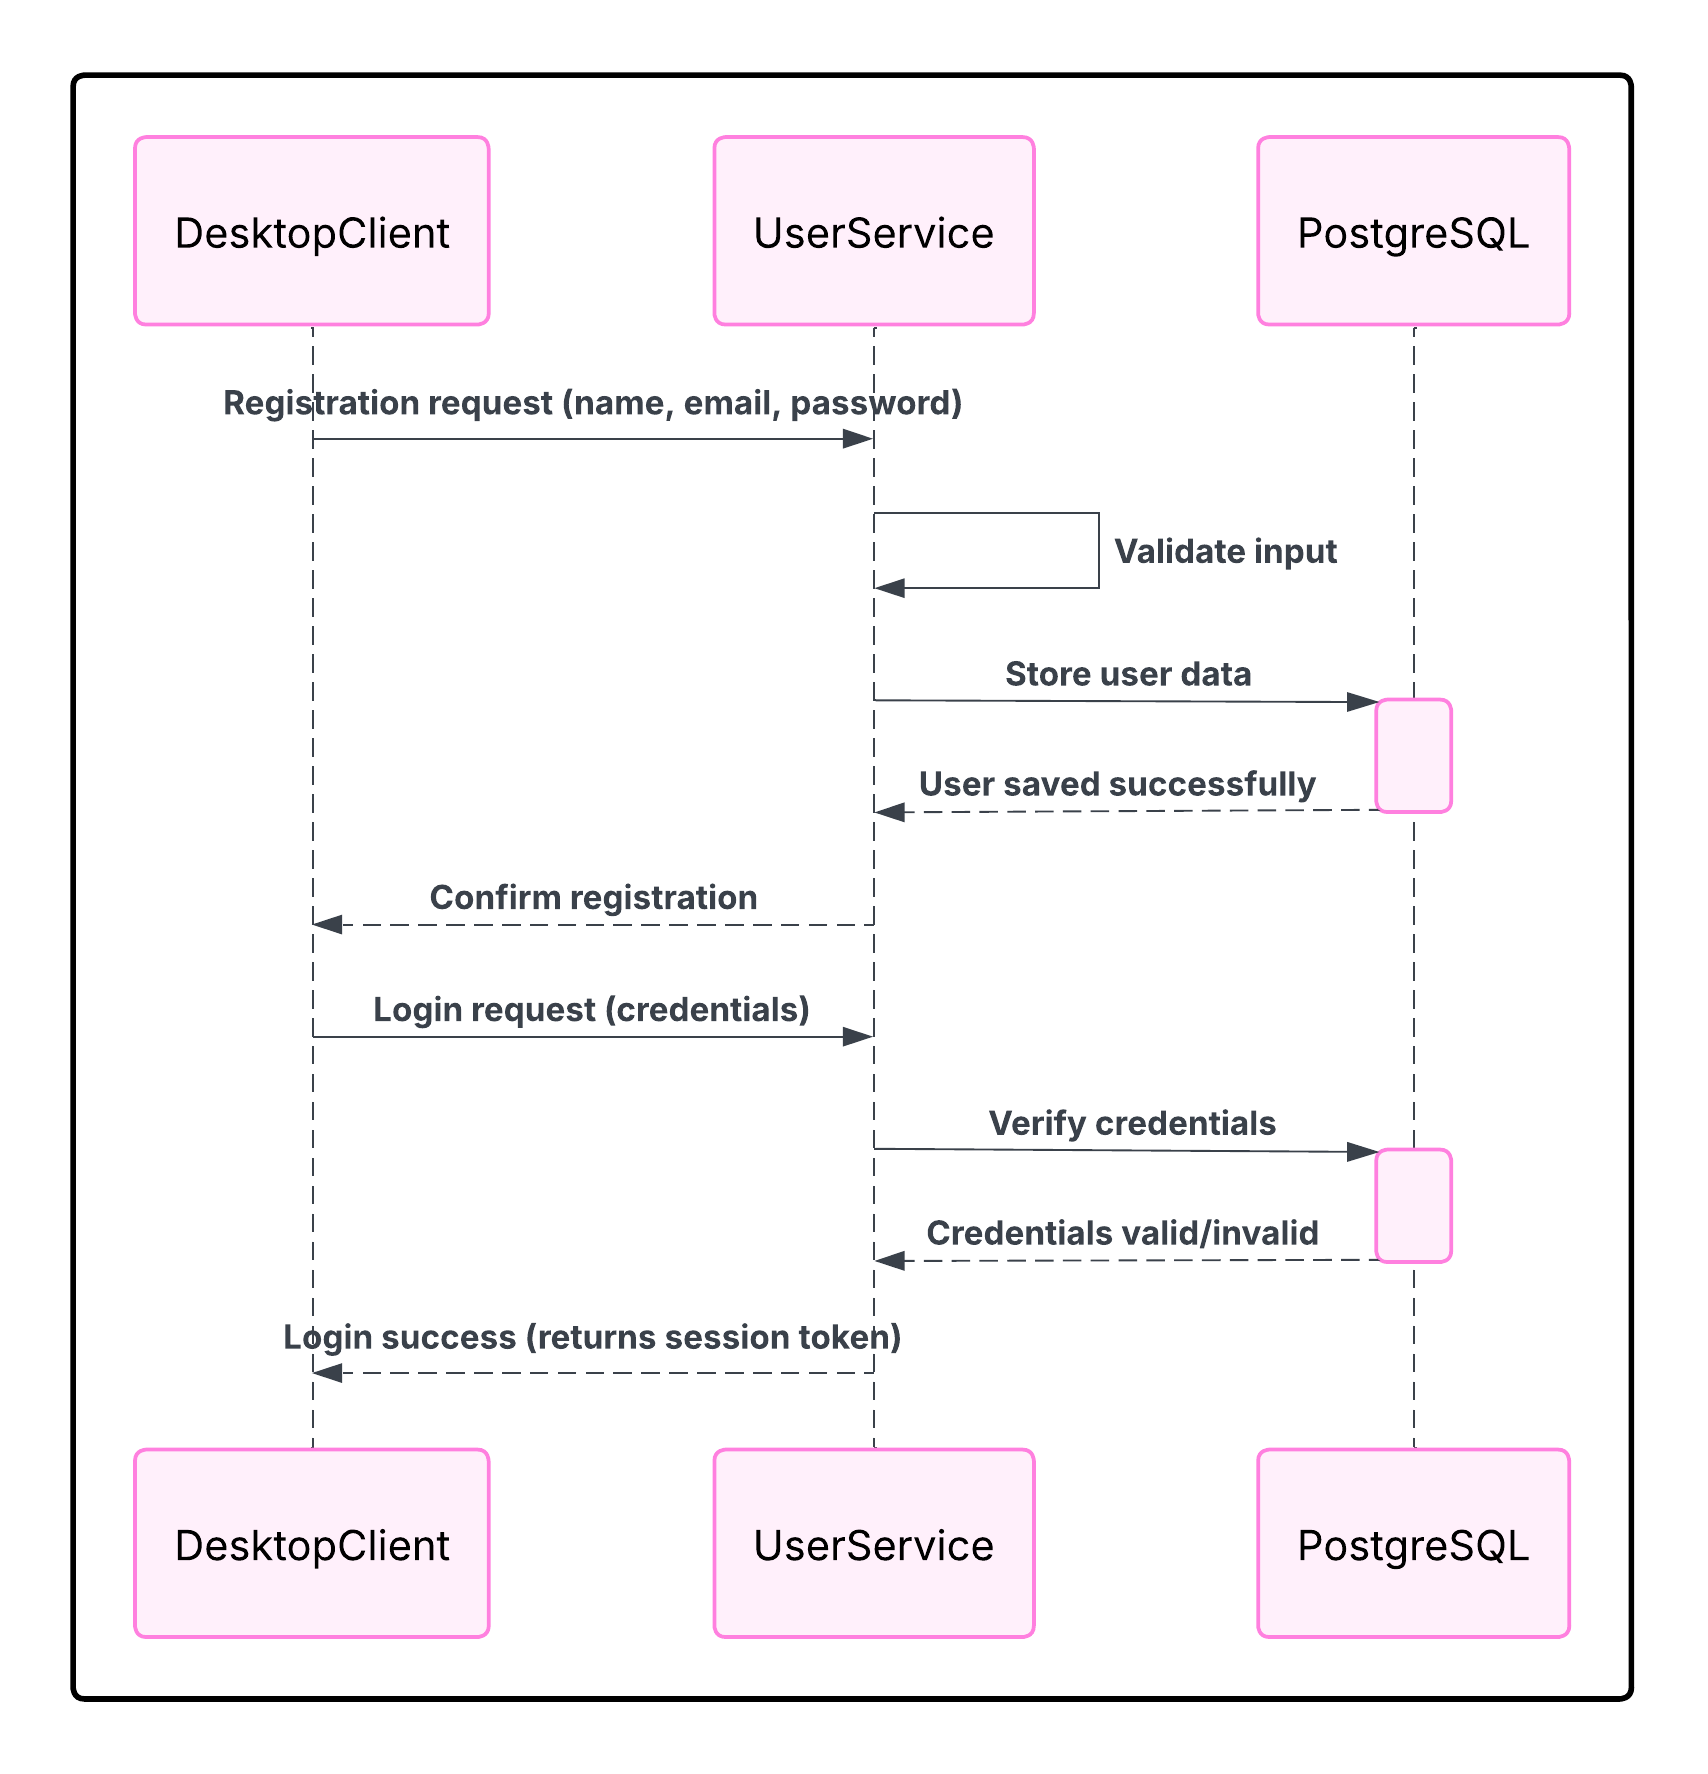 DesktopClient
UserService
PostgreSQL
Registration request (name, email, password)
Validate input
Store user data
User saved successfully
Confirm registration
Login request (credentials)
Verify credentials
Credentials valid/invalid
Login success (returns session token)
DesktopClient
UserService
PostgreSQL